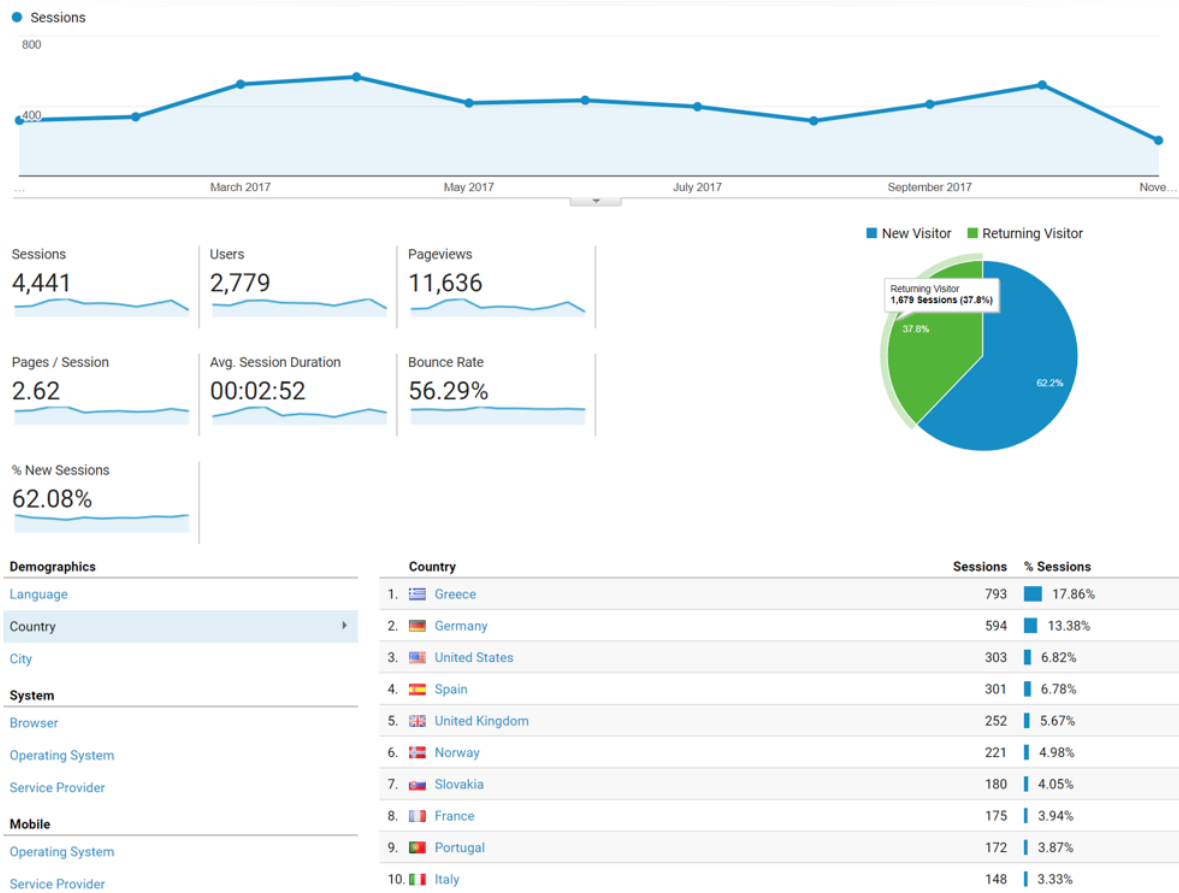 Sessions
800
400
... March 2017 May 2017 July 2017 September 2017 Nove...
New Visitor Returning Visitor
Sessions Users Pageviews
4,441 2,779 11,636
Returning Visitor
1,679 Sessions (37.8%)
37.8%
62.2%
Pages / Session Avg. Session Duration Bounce Rate
2.62 00:02:52 56.29%
% New Sessions
62.08%
Demographics
Language
Country
City
System
Browser
Operating System
Service Provider
Mobile
Operating System
Service Provider
Country Sessions % Sessions
1. Greece 793 17.86%
2. Germany 594 13.38%
3. United States 303 6.82%
4. Spain 301 6.78%
5. United Kingdom 252 5.67%
6. Norway 221 4.98%
7. Slovakia 180 4.05%
8. France 175 3.94%
9. Portugal 172 3.87%
10. Italy 148 3.33%